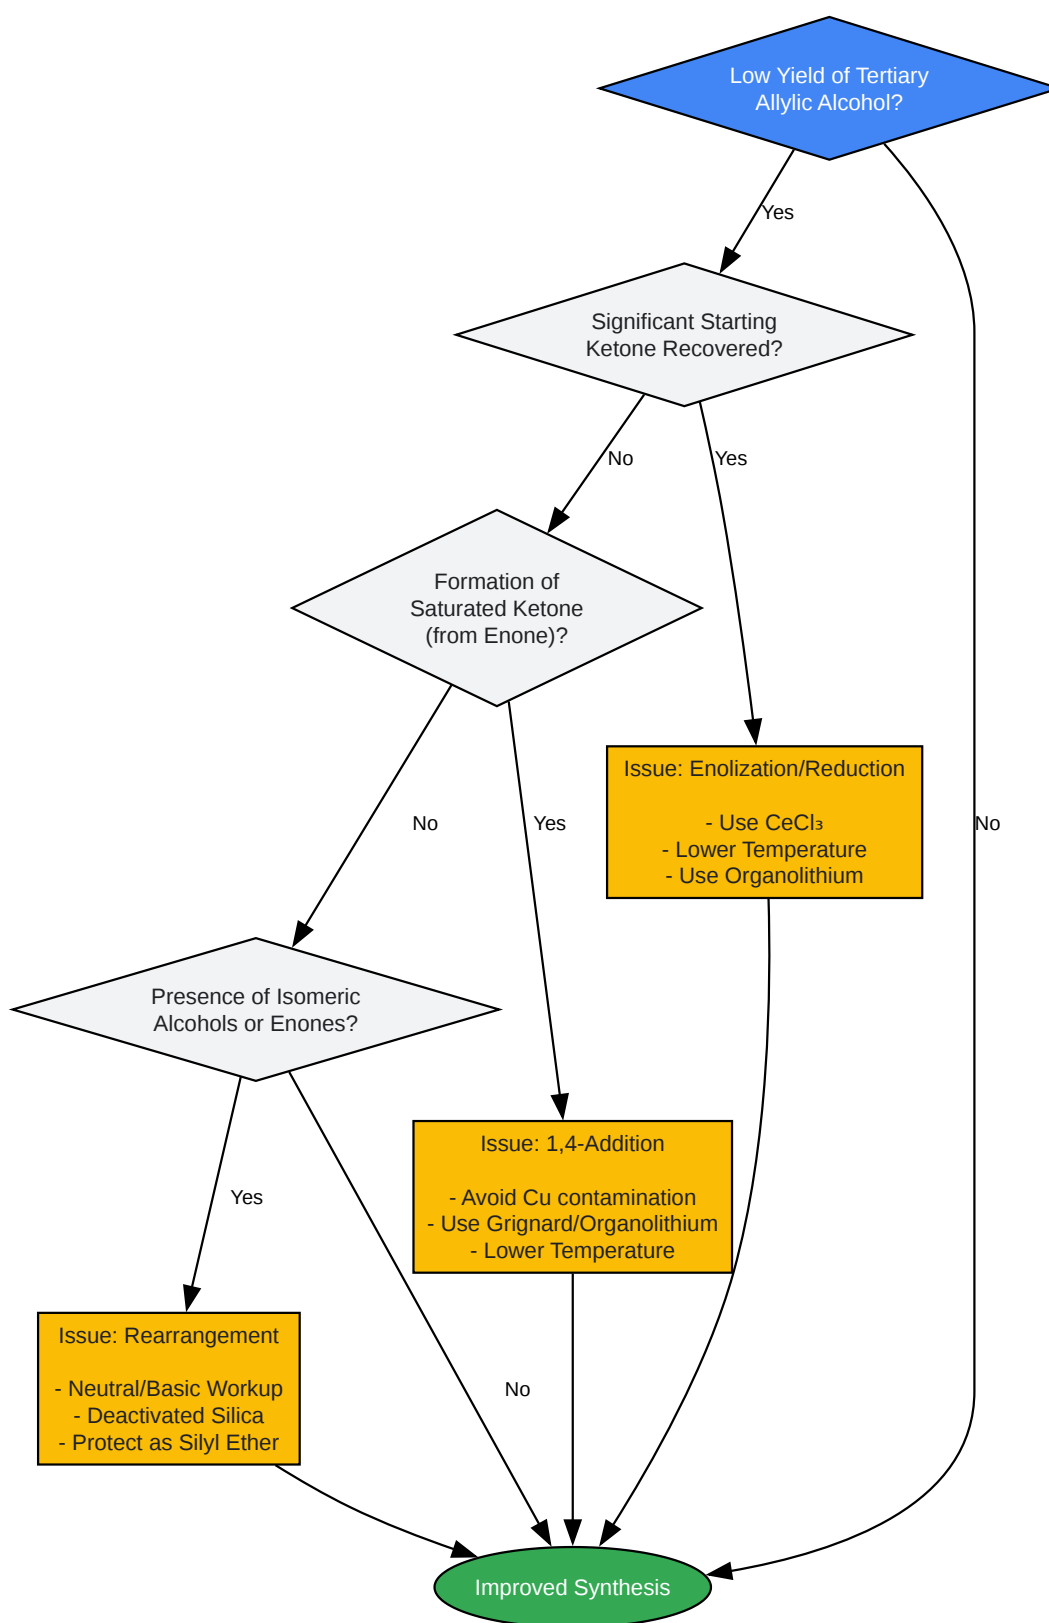 Low Yield of Tertiary
Allylic Alcohol?
Yes
Significant Starting
Ketone Recovered?
No
Yes
Formation of
Saturated Ketone
(from Enone)?
Issue: Enolization/Reduction
- Use CeCl₃
- Lower Temperature
- Use Organolithium
No
Yes
No
Presence of Isomeric
Alcohols or Enones?
Issue: 1,4-Addition
- Avoid Cu contamination
- Use Grignard/Organolithium
- Lower Temperature
Yes
Issue: Rearrangement
- Neutral/Basic Workup
- Deactivated Silica
- Protect as Silyl Ether
No
Improved Synthesis